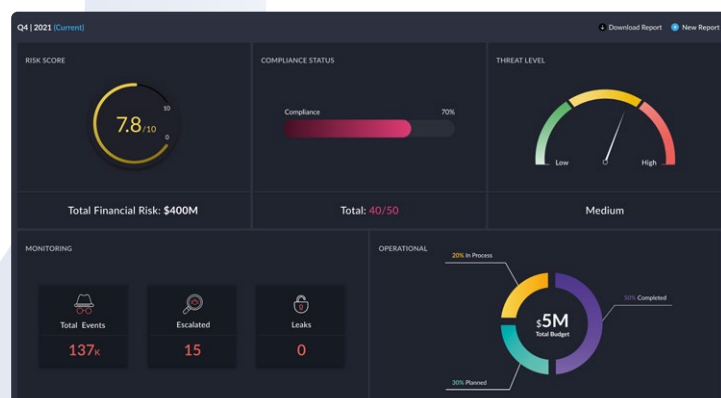 Q4 | 2021 (Current)
Download Report
New Report
RISK SCORE
10
7.8/10
0
Total Financial Risk: $400M
COMPLIANCE STATUS
Compliance 70%
Total: 40/50
THREAT LEVEL
Low High
Medium
MONITORING
Total Events
137K
Escalated
15
Leaks
0
OPERATIONAL
20% In Process
50% Completed
$5M
Total Budget
30% Planned